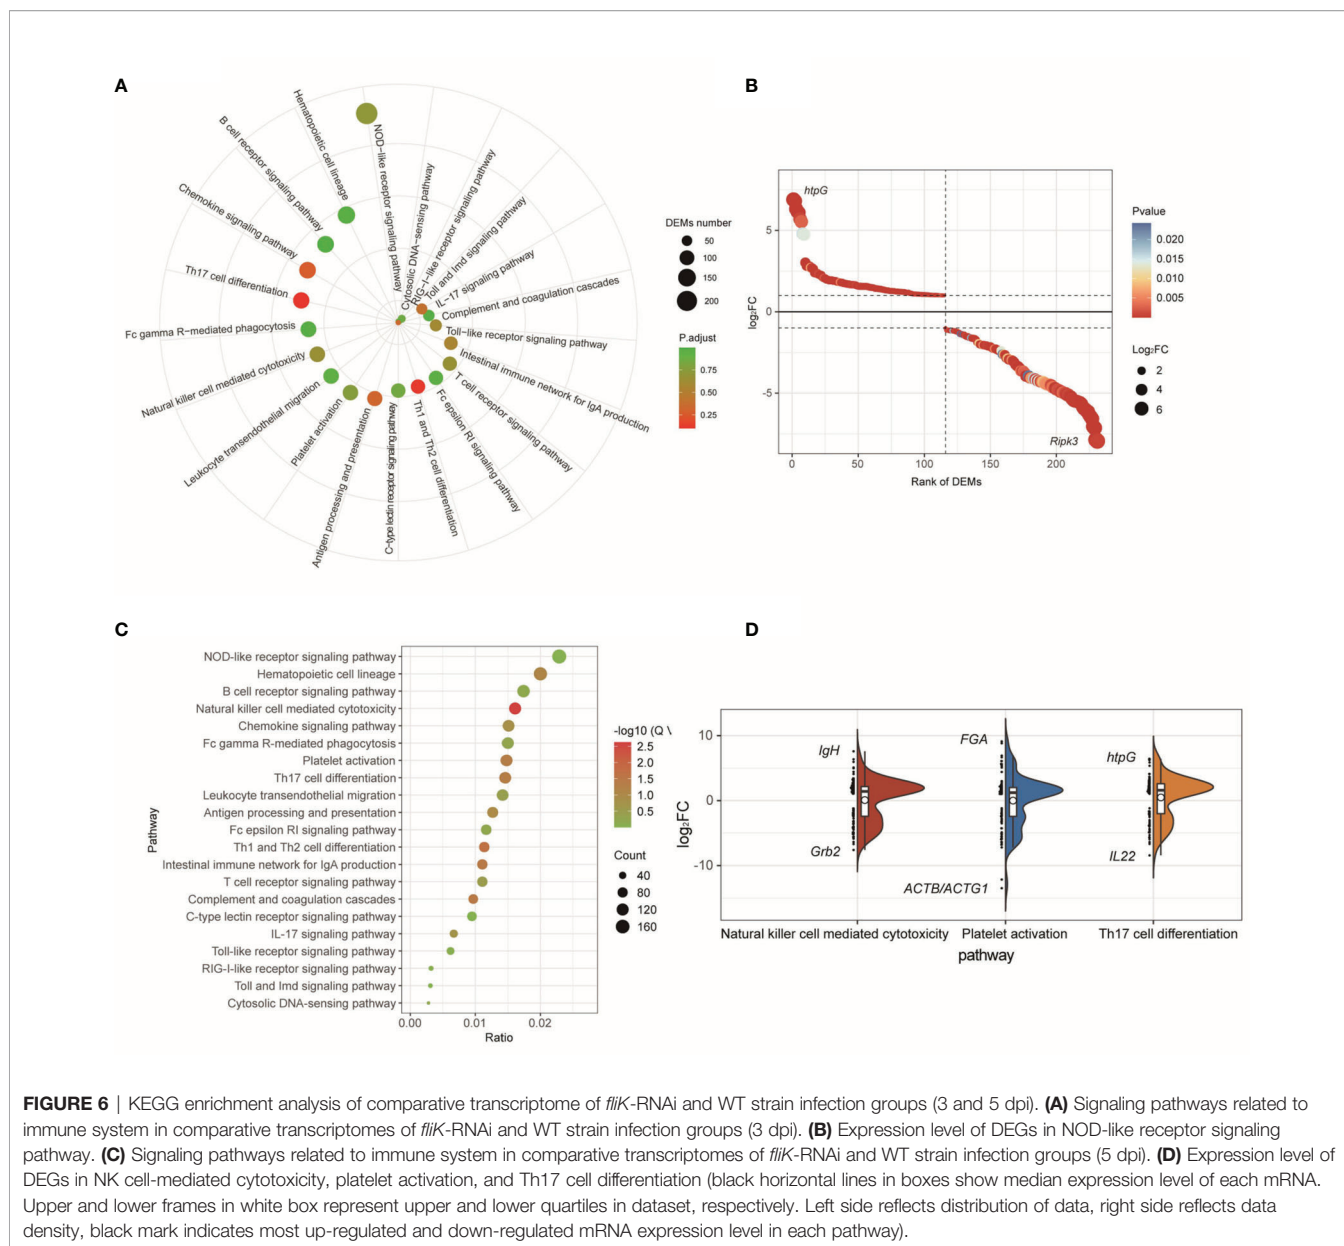 A
NOD-like receptor signaling pathway
Hematopoietic cell lineage
B cell receptor signaling pathway
Chemokine signaling pathway
Th17 cell differentiation
Fc gamma R-mediated phagocytosis
Natural killer cell mediated cytotoxicity
Leukocyte transendothelial migration
Platelet activation
Antigen processing and presentation
C-type lectin receptor signaling pathway
Th1 and Th2 cell differentiation
Fc epsilon RI signaling pathway
T cell receptor signaling pathway
Intestinal immune network for IgA production
Toll-like receptor signaling pathway
Complement and coagulation cascades
IL-17 signaling pathway
Toll and Imd signaling pathway
RIG-I-like receptor signaling pathway
Cytosolic DNA-sensing pathway
DEMs number
50
100
150
200
P.adjust
0.75
0.50
0.25
B
htpG
Ripk3
5
0
-5
log2FC
0
50
100
150
200
Rank of DEMs
Pvalue
0.020
0.015
0.010
0.005
Log2FC
2
4
6
C
Pathway
NOD-like receptor signaling pathway
Hematopoietic cell lineage
B cell receptor signaling pathway
Natural killer cell mediated cytotoxicity
Chemokine signaling pathway
Fc gamma R-mediated phagocytosis
Platelet activation
Th17 cell differentiation
Leukocyte transendothelial migration
Antigen processing and presentation
Fc epsilon RI signaling pathway
Th1 and Th2 cell differentiation
Intestinal immune network for IgA production
T cell receptor signaling pathway
Complement and coagulation cascades
C-type lectin receptor signaling pathway
IL-17 signaling pathway
Toll-like receptor signaling pathway
RIG-I-like receptor signaling pathway
Toll and Imd signaling pathway
Cytosolic DNA-sensing pathway
0.00
0.01
0.02
Ratio
-log10 (Q \
2.5
2.0
1.5
1.0
0.5
Count
40
80
120
160
D
log2FC
10
0
-10
IgH
Grb2
FGA
ACTB/ACTG1
htpG
IL22
Natural killer cell mediated cytotoxicity
Platelet activation
Th17 cell differentiation
pathway
FIGURE 6 | KEGG enrichment analysis of comparative transcriptome of fliK-RNAi and WT strain infection groups (3 and 5 dpi). (A) Signaling pathways related to
immune system in comparative transcriptomes of fliK-RNAi and WT strain infection groups (3 dpi). (B) Expression level of DEGs in NOD-like receptor signaling
pathway. (C) Signaling pathways related to immune system in comparative transcriptomes of fliK-RNAi and WT strain infection groups (5 dpi). (D) Expression level of
DEGs in NK cell-mediated cytotoxicity, platelet activation, and Th17 cell differentiation (black horizontal lines in boxes show median expression level of each mRNA.
Upper and lower frames in white box represent upper and lower quartiles in dataset, respectively. Left side reflects distribution of data, right side reflects data
density, black mark indicates most up-regulated and down-regulated mRNA expression level in each pathway).